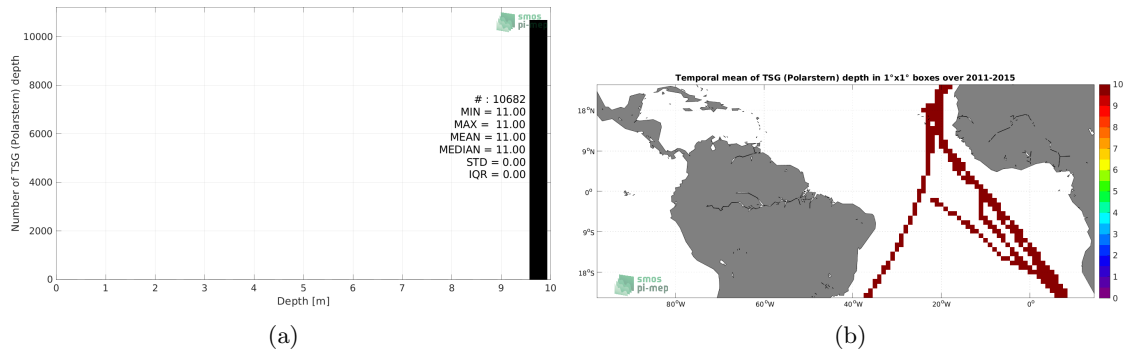 smos
pi-mep
Number of TSG (Polarstern) depth
10000
8000
6000
4000
2000
0
# : 10682
MIN = 11.00
MAX = 11.00
MEAN = 11.00
MEDIAN = 11.00
STD = 0.00
IQR = 0.00
0 1 2 3 4 5 6 7 8 9 10
Depth [m]
(a)
Temporal mean of TSG (Polarstern) depth in 1°x1° boxes over 2011-2015
18°N
9°N
0°
9°S
18°S
80°W 60°W 40°W 20°W 0°
smos
pi-mep
10
9
8
7
6
5
4
3
2
1
0
(b)